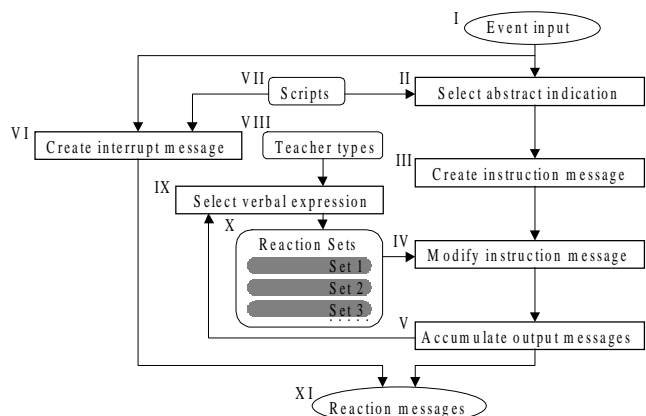 I
Event input
VII
Scripts
II
Select abstract indication
VI
Create interrupt message
VIII
Teacher types
III
Create instruction message
IX
Select verbal expression
X
Reaction Sets
Set 1
Set 2
Set 3
. . . . .
IV
Modify instruction message
V
Accumulate output messages
XI
Reaction messages